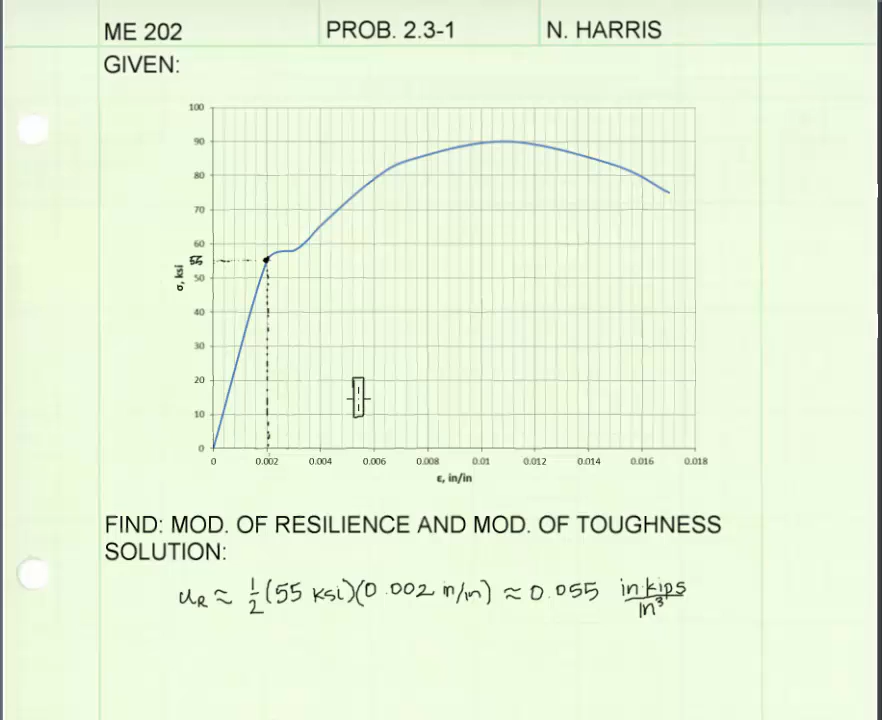 ME 202 PROB. 2.3-1 N. HARRIS
GIVEN:
100
90
80
70
60
55
50
40
30
20
10
0
σ, ksi
0 0.002 0.004 0.006 0.008 0.01 0.012 0.014 0.016 0.018
ε, in/in
FIND: MOD. OF RESILIENCE AND MOD. OF TOUGHNESS
SOLUTION:
u_R ≈ 1/2 (55 ksi)(0.002 in/in) ≈ 0.055 in·kips/in³